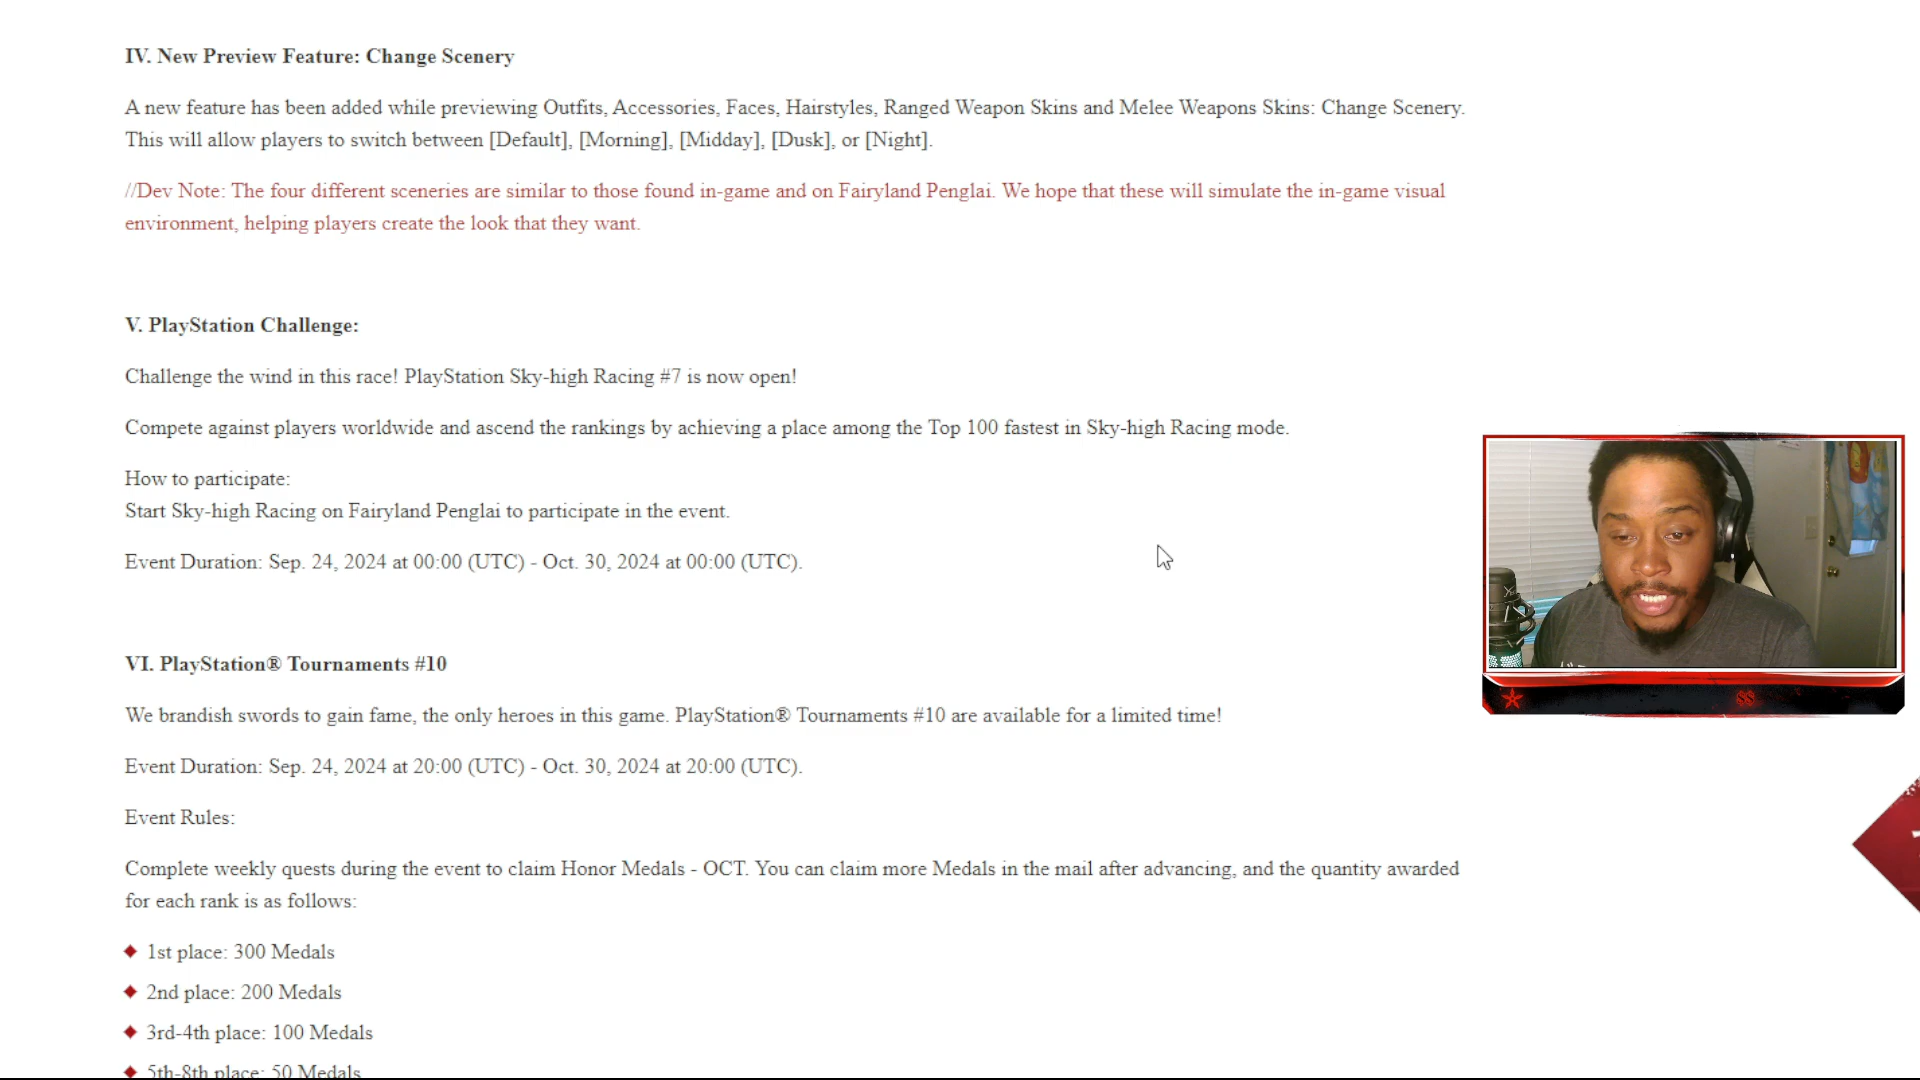 IV. New Preview Feature: Change Scenery
A new feature has been added while previewing Outfits, Accessories, Faces, Hairstyles, Ranged Weapon Skins and Melee Weapons Skins: Change Scenery.
This will allow players to switch between [Default], [Morning], [Midday], [Dusk], or [Night].
//Dev Note: The four different sceneries are similar to those found in-game and on Fairyland Penglai. We hope that these will simulate the in-game visual
environment, helping players create the look that they want.
V. PlayStation Challenge:
Challenge the wind in this race! PlayStation Sky-high Racing #7 is now open!
Compete against players worldwide and ascend the rankings by achieving a place among the Top 100 fastest in Sky-high Racing mode.
How to participate:
Start Sky-high Racing on Fairyland Penglai to participate in the event.
Event Duration: Sep. 24, 2024 at 00:00 (UTC) - Oct. 30, 2024 at 00:00 (UTC).
VI. PlayStation® Tournaments #10
We brandish swords to gain fame, the only heroes in this game. PlayStation® Tournaments #10 are available for a limited time!
Event Duration: Sep. 24, 2024 at 20:00 (UTC) - Oct. 30, 2024 at 20:00 (UTC).
Event Rules:
Complete weekly quests during the event to claim Honor Medals - OCT. You can claim more Medals in the mail after advancing, and the quantity awarded
for each rank is as follows:
1st place: 300 Medals
2nd place: 200 Medals
3rd-4th place: 100 Medals
5th-8th place: 50 Medals